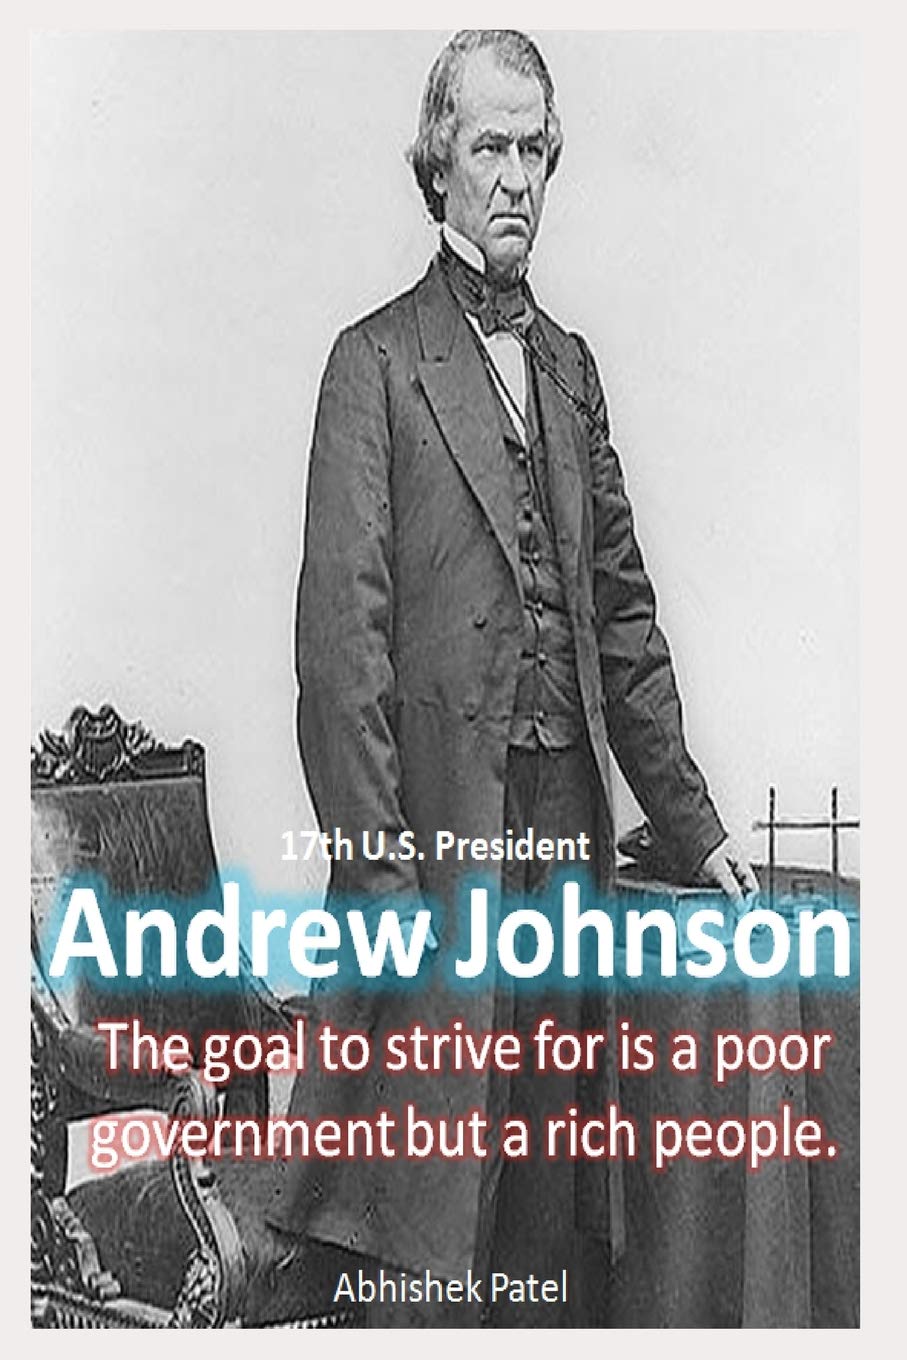 17th U.S. President
Andrew Johnson
The goal to strive for is a poor
government but a rich people.
Abhishek Patel